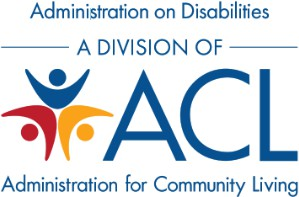 Administration on Disabilities
A DIVISION OF
ACL
Administration for Community Living